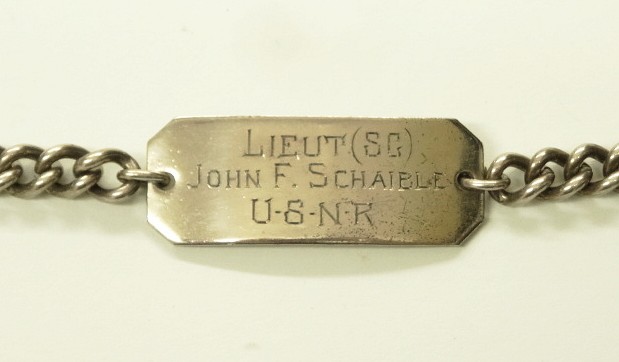 LIEUT(SG)
JOHN F. SCHAIBLE
U-S-N-R